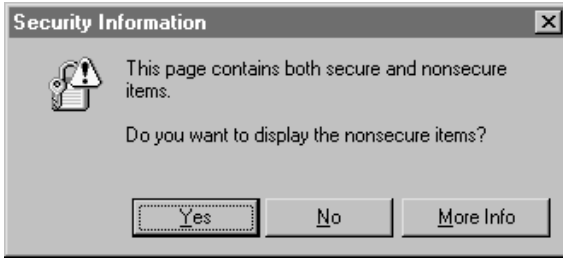 Security Information
This page contains both secure and nonsecure
items.
Do you want to display the nonsecure items?
Yes
No
More Info